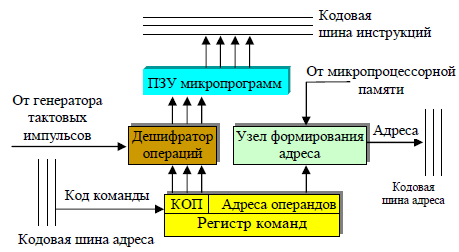 Кодовая
шина инструкций
ПЗУ микропрограмм
От микропроцессорной
памяти
От генератора
тактовых
импульсов
Дешифратор
операций
Узел формирования
адреса
Адреса
Кодовая
шина адреса
Код команды
КОП
Адреса операндов
Регистр команд
Кодовая шина адреса